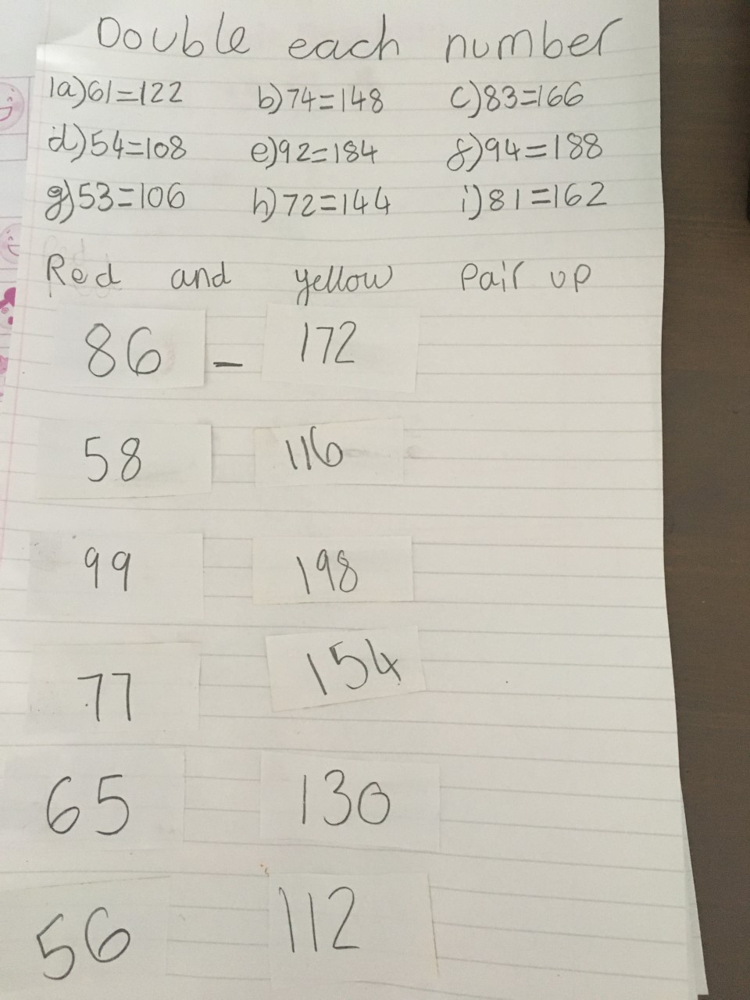 Double each number
1a)61=122 b)74=148 c)83=166
d)54=108 e)92=184 f)94=188
g)53=106 h)72=144 i)81=162
Red and yellow Pair up
86 – 172
58 116
99 198
77 154
65 130
56 112